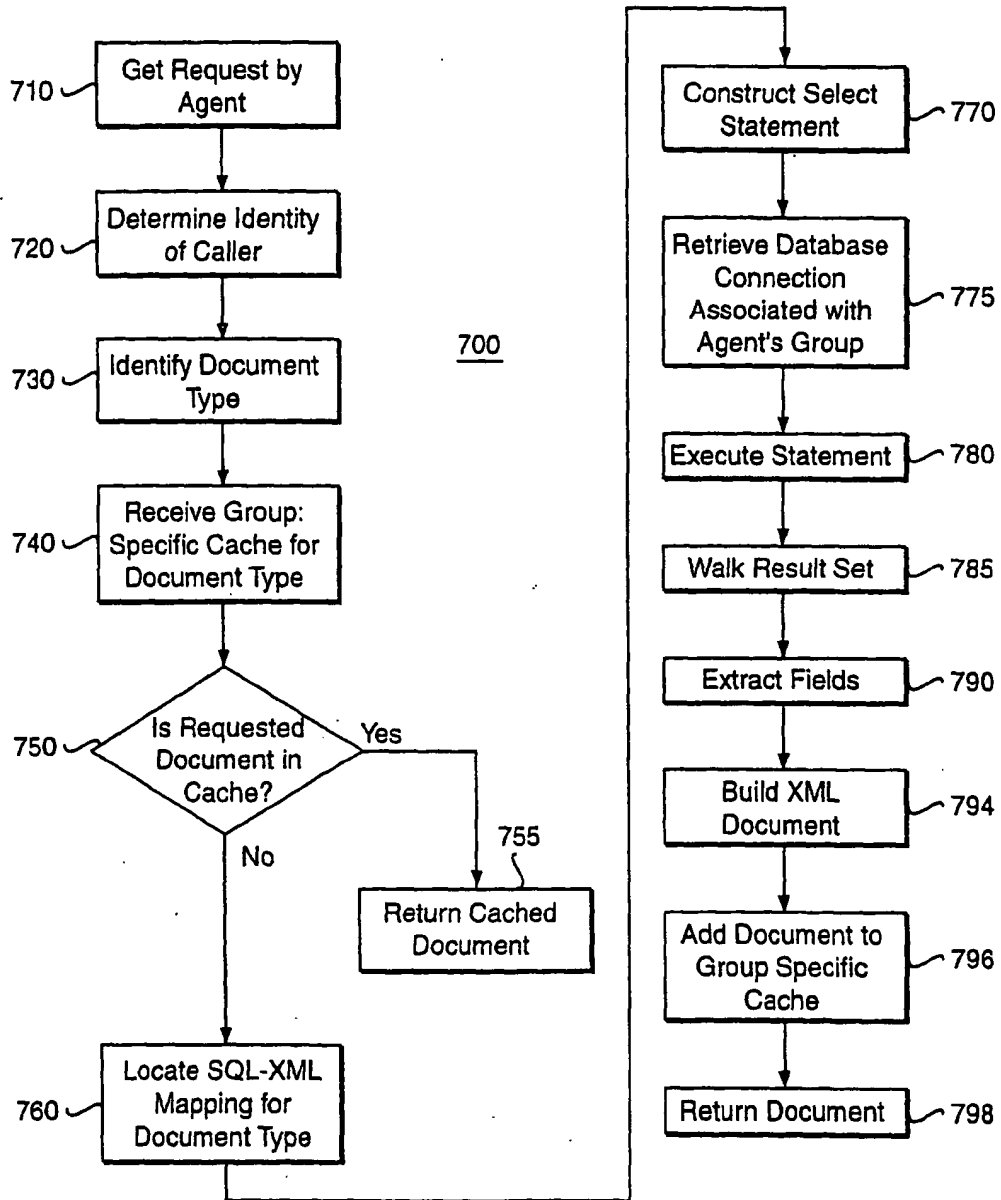 710
Get Request by
Agent
720
Determine Identity
of Caller
700
730
Identify Document
Type
740
Receive Group:
Specific Cache for
Document Type
750
Is Requested
Document in
Cache?
Yes
No
755
Return Cached
Document
760
Locate SQL-XML
Mapping for
Document Type
Construct Select
Statement
770
Retrieve Database
Connection
Associated with
Agent's Group
775
Execute Statement
780
Walk Result Set
785
Extract Fields
790
Build XML
Document
794
Add Document to
Group Specific
Cache
796
Return Document
798